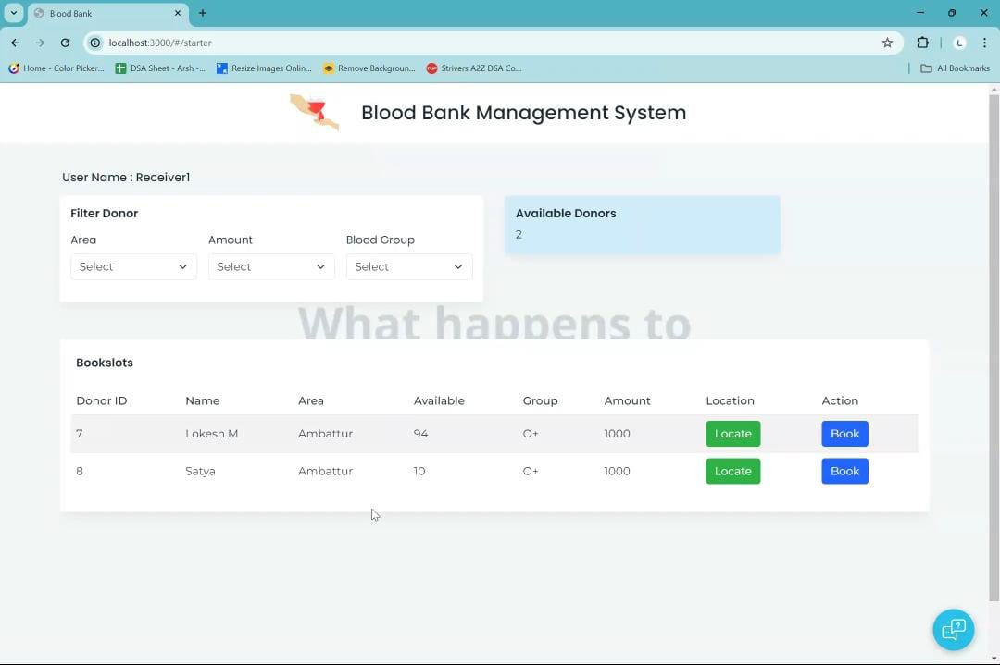 Blood Bank
localhost:3000/#/starter
L
Home - Color Picker... DSA Sheet - Arsh -... Resize Images Onlin... Remove Backgroun... TUF Strivers A2Z DSA Co... All Bookmarks
Blood Bank Management System
User Name : Receiver1
Filter Donor
Area Amount Blood Group
Select Select Select
Available Donors
2
What happens to
Bookslots
Donor ID Name Area Available Group Amount Location Action
7 Lokesh M Ambattur 94 O+ 1000 Locate Book
8 Satya Ambattur 10 O+ 1000 Locate Book